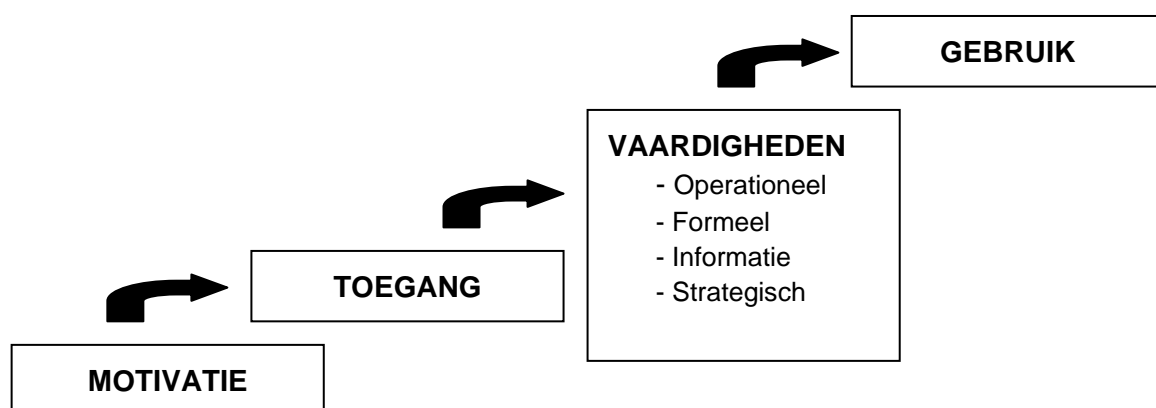 GEBRUIK
VAARDIGHEDEN
- Operationeel
- Formeel
- Informatie
- Strategisch
TOEGANG
MOTIVATIE